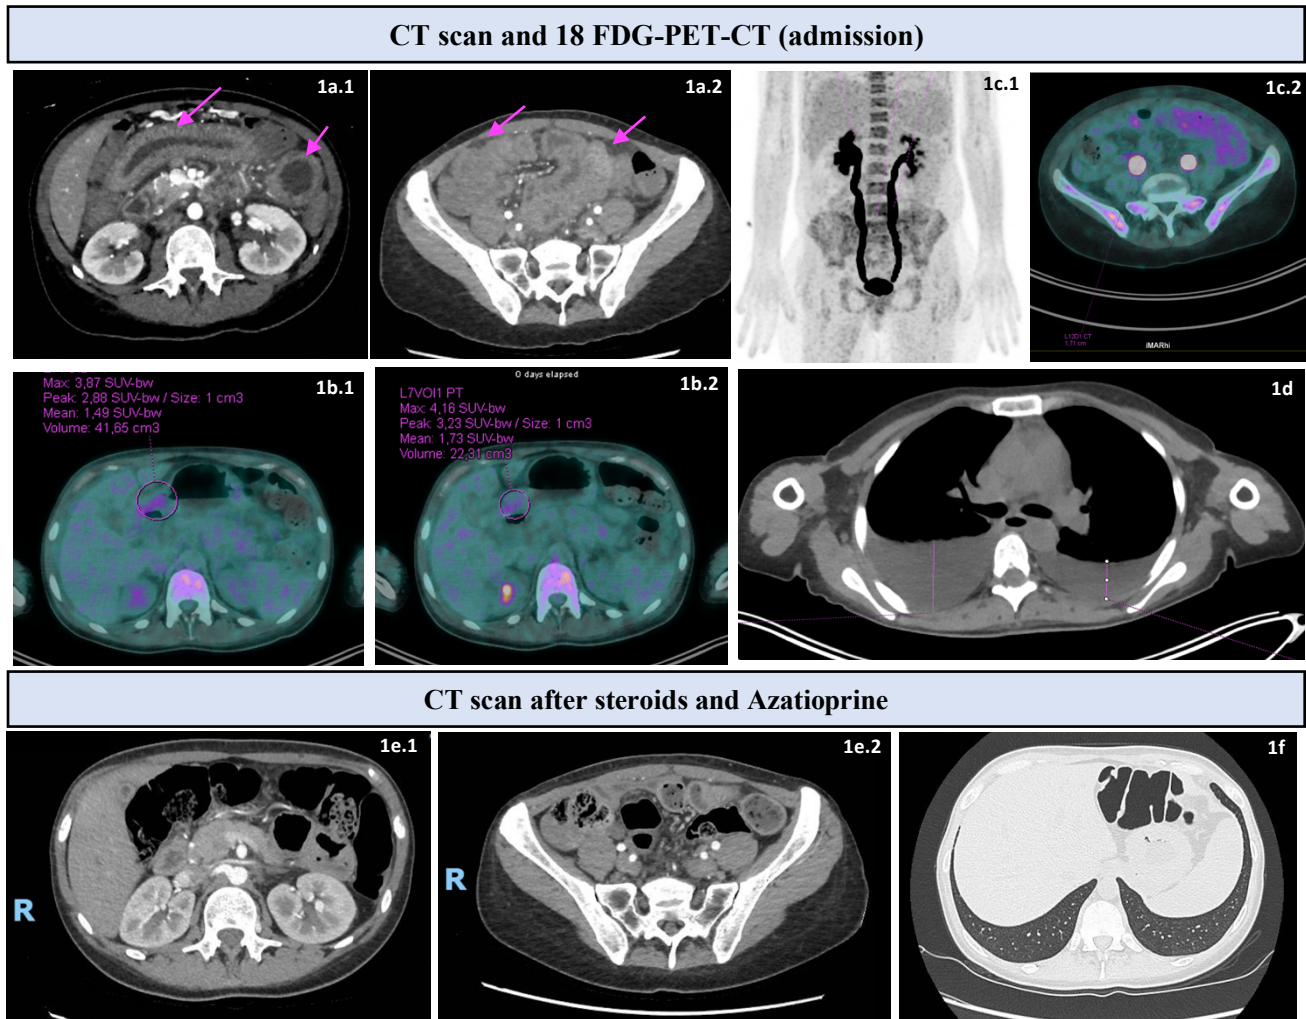 CT scan and 18 FDG-PET-CT (admission)
1a.1
1a.2
1c.1
1c.2
L13D1 CT
1,71 cm
iMARhi
1b.1
Max: 3,87 SUV-bw
Peak: 2,88 SUV-bw / Size: 1 cm3
Mean: 1,49 SUV-bw
Volume: 41,65 cm3
0 days elapsed
1b.2
L7VOI1 PT
Max: 4,16 SUV-bw
Peak: 3,23 SUV-bw / Size: 1 cm3
Mean: 1,73 SUV-bw
Volume: 22,31 cm3
1d
CT scan after steroids and Azatioprine
1e.1
R
1e.2
R
1f